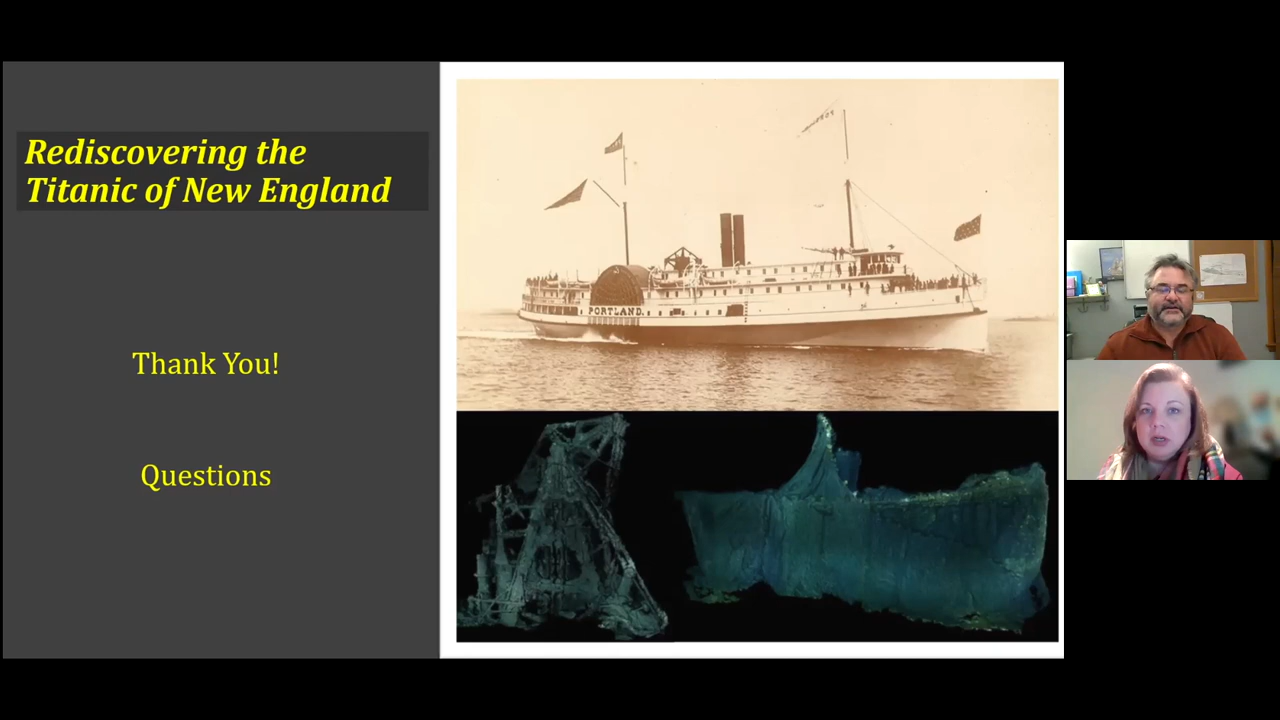 Rediscovering the
Titanic of New England
Thank You!
Questions
PORTLAND.